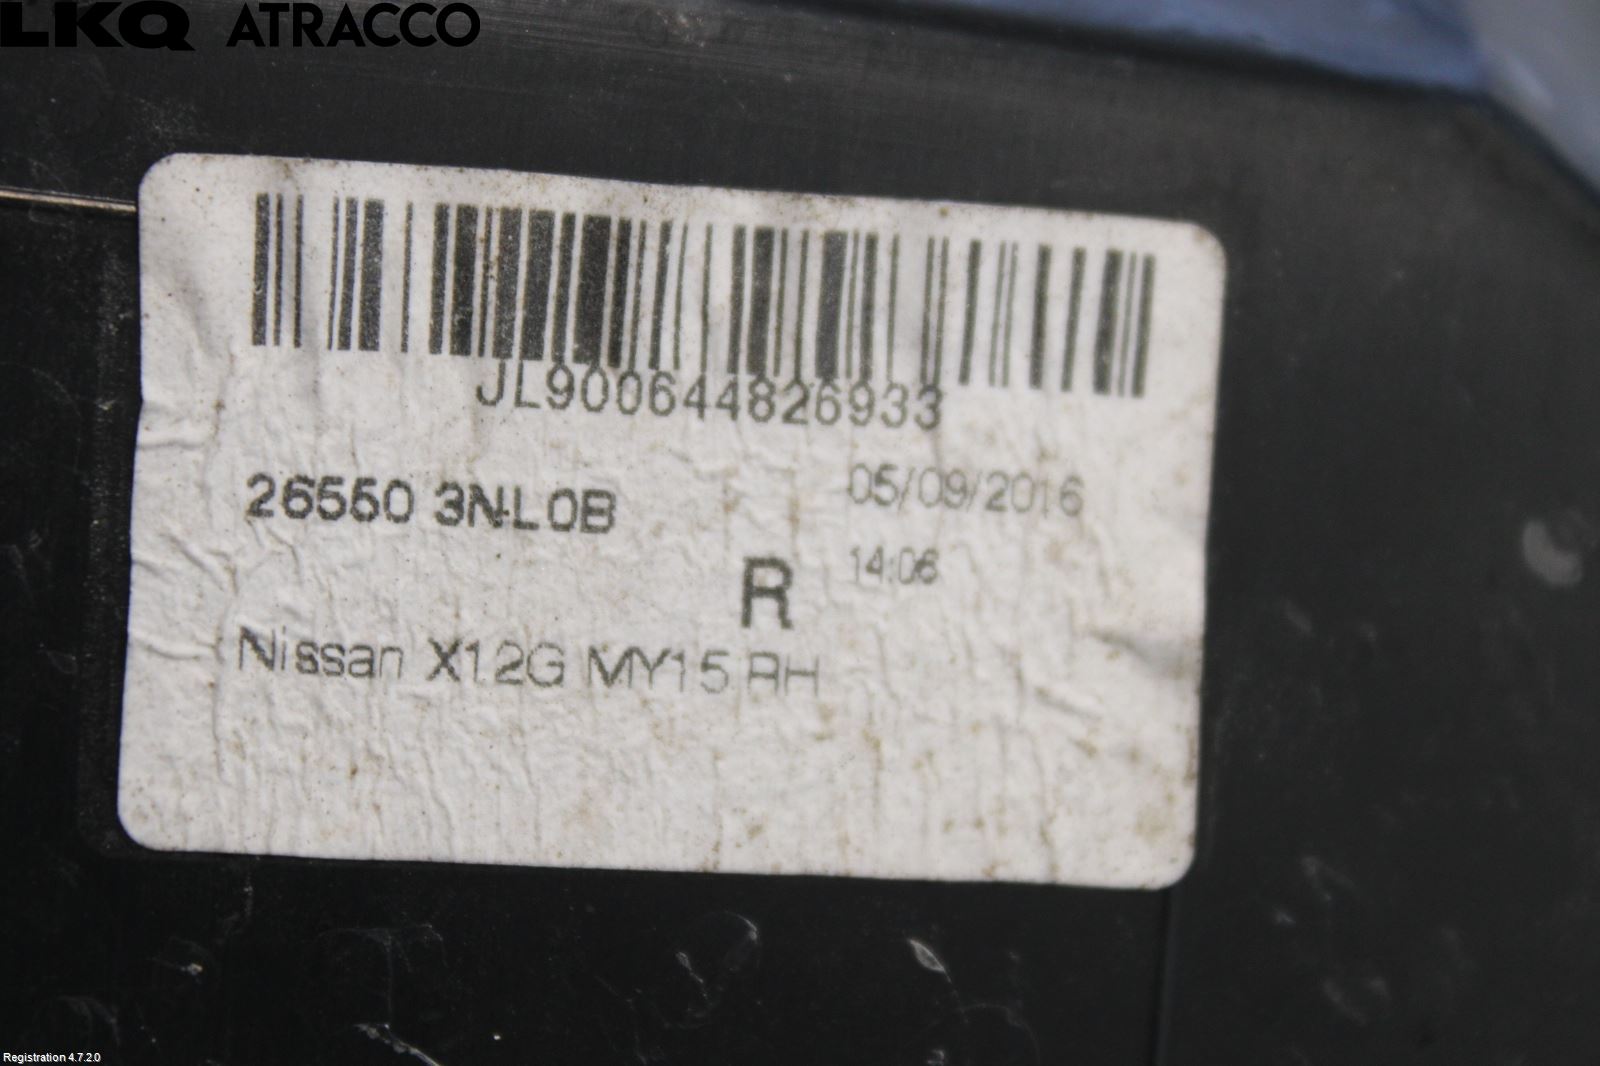 LKQ ATRACCO
JL900644826933
26550 3NL0B
05/09/2016
R
14:06
Nissan X12G MY15 RH
Registration 4.7.2.0